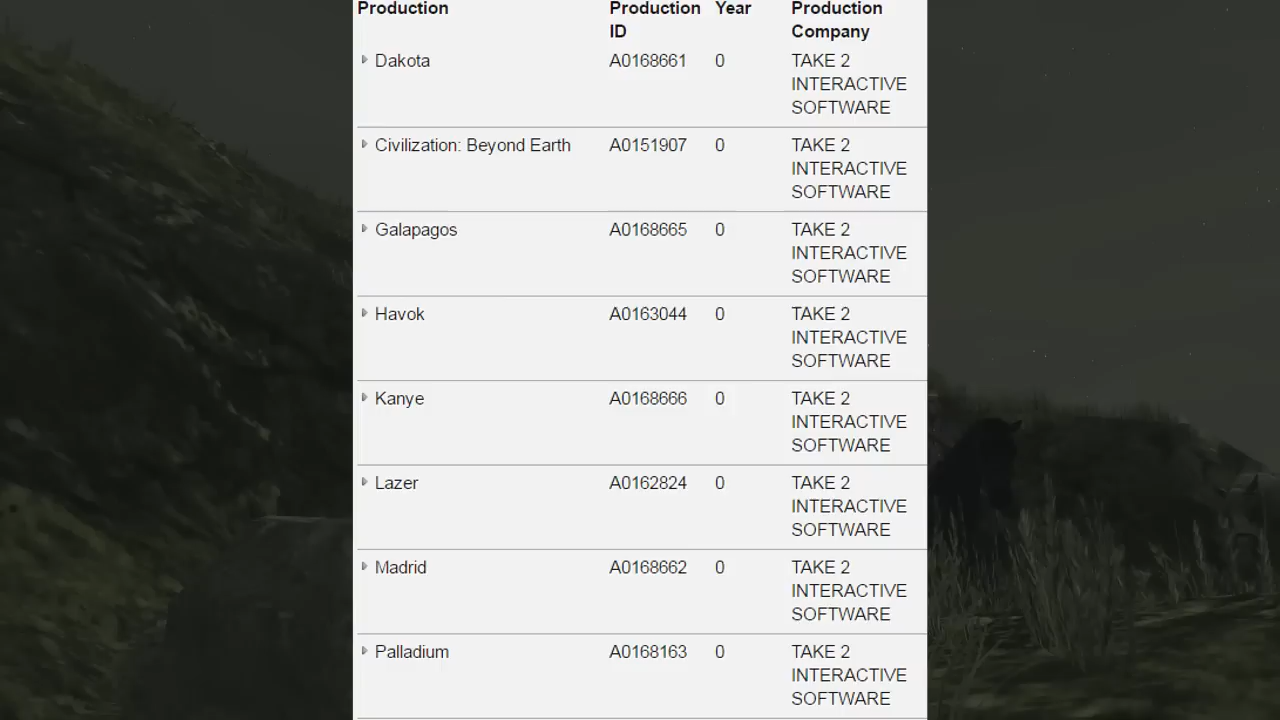 Production Production Year Production
ID Company
Dakota A0168661 0 TAKE 2
INTERACTIVE
SOFTWARE
Civilization: Beyond Earth A0151907 0 TAKE 2
INTERACTIVE
SOFTWARE
Galapagos A0168665 0 TAKE 2
INTERACTIVE
SOFTWARE
Havok A0163044 0 TAKE 2
INTERACTIVE
SOFTWARE
Kanye A0168666 0 TAKE 2
INTERACTIVE
SOFTWARE
Lazer A0162824 0 TAKE 2
INTERACTIVE
SOFTWARE
Madrid A0168662 0 TAKE 2
INTERACTIVE
SOFTWARE
Palladium A0168163 0 TAKE 2
INTERACTIVE
SOFTWARE